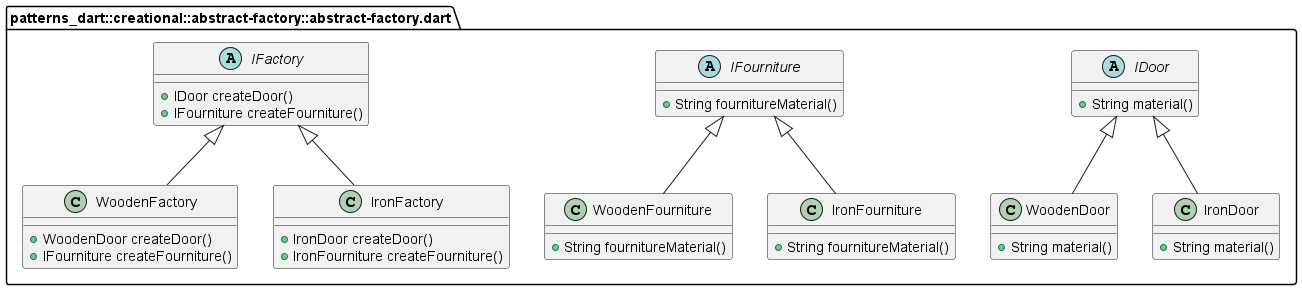 patterns_dart::creational::abstract-factory::abstract-factory.dart
A IFactory
IDoor createDoor()
IFourniture createFourniture()
A IFourniture
String fournitureMaterial()
A IDoor
String material()
C WoodenFactory
WoodenDoor createDoor()
IFourniture createFourniture()
C IronFactory
IronDoor createDoor()
IronFourniture createFourniture()
C WoodenFourniture
String fournitureMaterial()
C IronFourniture
String fournitureMaterial()
C WoodenDoor
String material()
C IronDoor
String material()